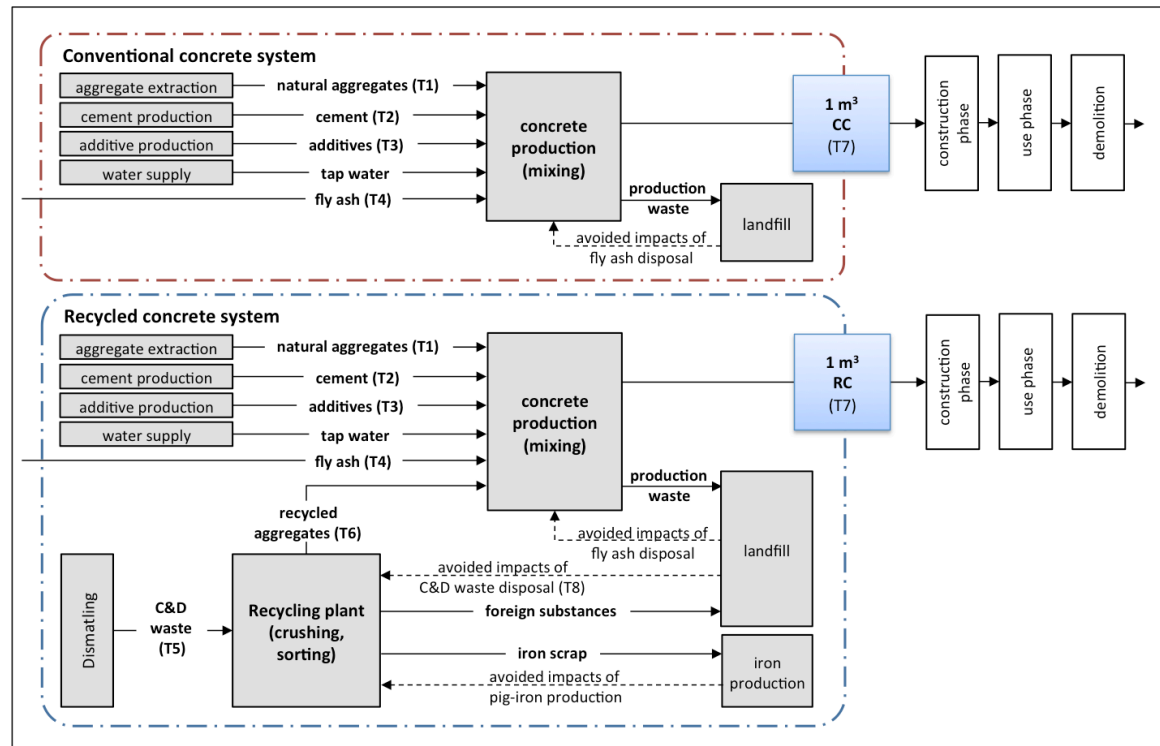 Conventional concrete system
aggregate extraction
natural aggregates (T1)
cement production
cement (T2)
additive production
additives (T3)
water supply
tap water
fly ash (T4)
concrete
production
(mixing)
production
waste
landfill
avoided impacts of
fly ash disposal
1 m³
CC
(T7)
construction
phase
use phase
demolition
Recycled concrete system
aggregate extraction
natural aggregates (T1)
cement production
cement (T2)
additive production
additives (T3)
water supply
tap water
fly ash (T4)
recycled
aggregates (T6)
concrete
production
(mixing)
production
waste
landfill
avoided impacts of
fly ash disposal
avoided impacts of
C&D waste disposal (T8)
foreign substances
Dismatling
C&D
waste
(T5)
Recycling plant
(crushing,
sorting)
iron scrap
avoided impacts of
pig-iron production
iron
production
1 m³
RC
(T7)
construction
phase
use phase
demolition